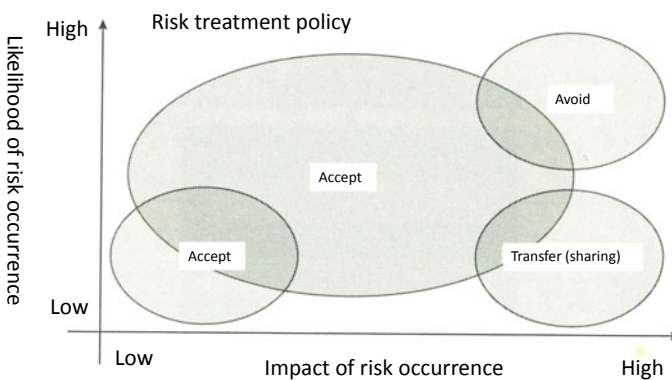 Risk treatment policy
High
Likelihood of risk occurrence
Avoid
Accept
Accept
Transfer (sharing)
Low
Low
Impact of risk occurrence
High